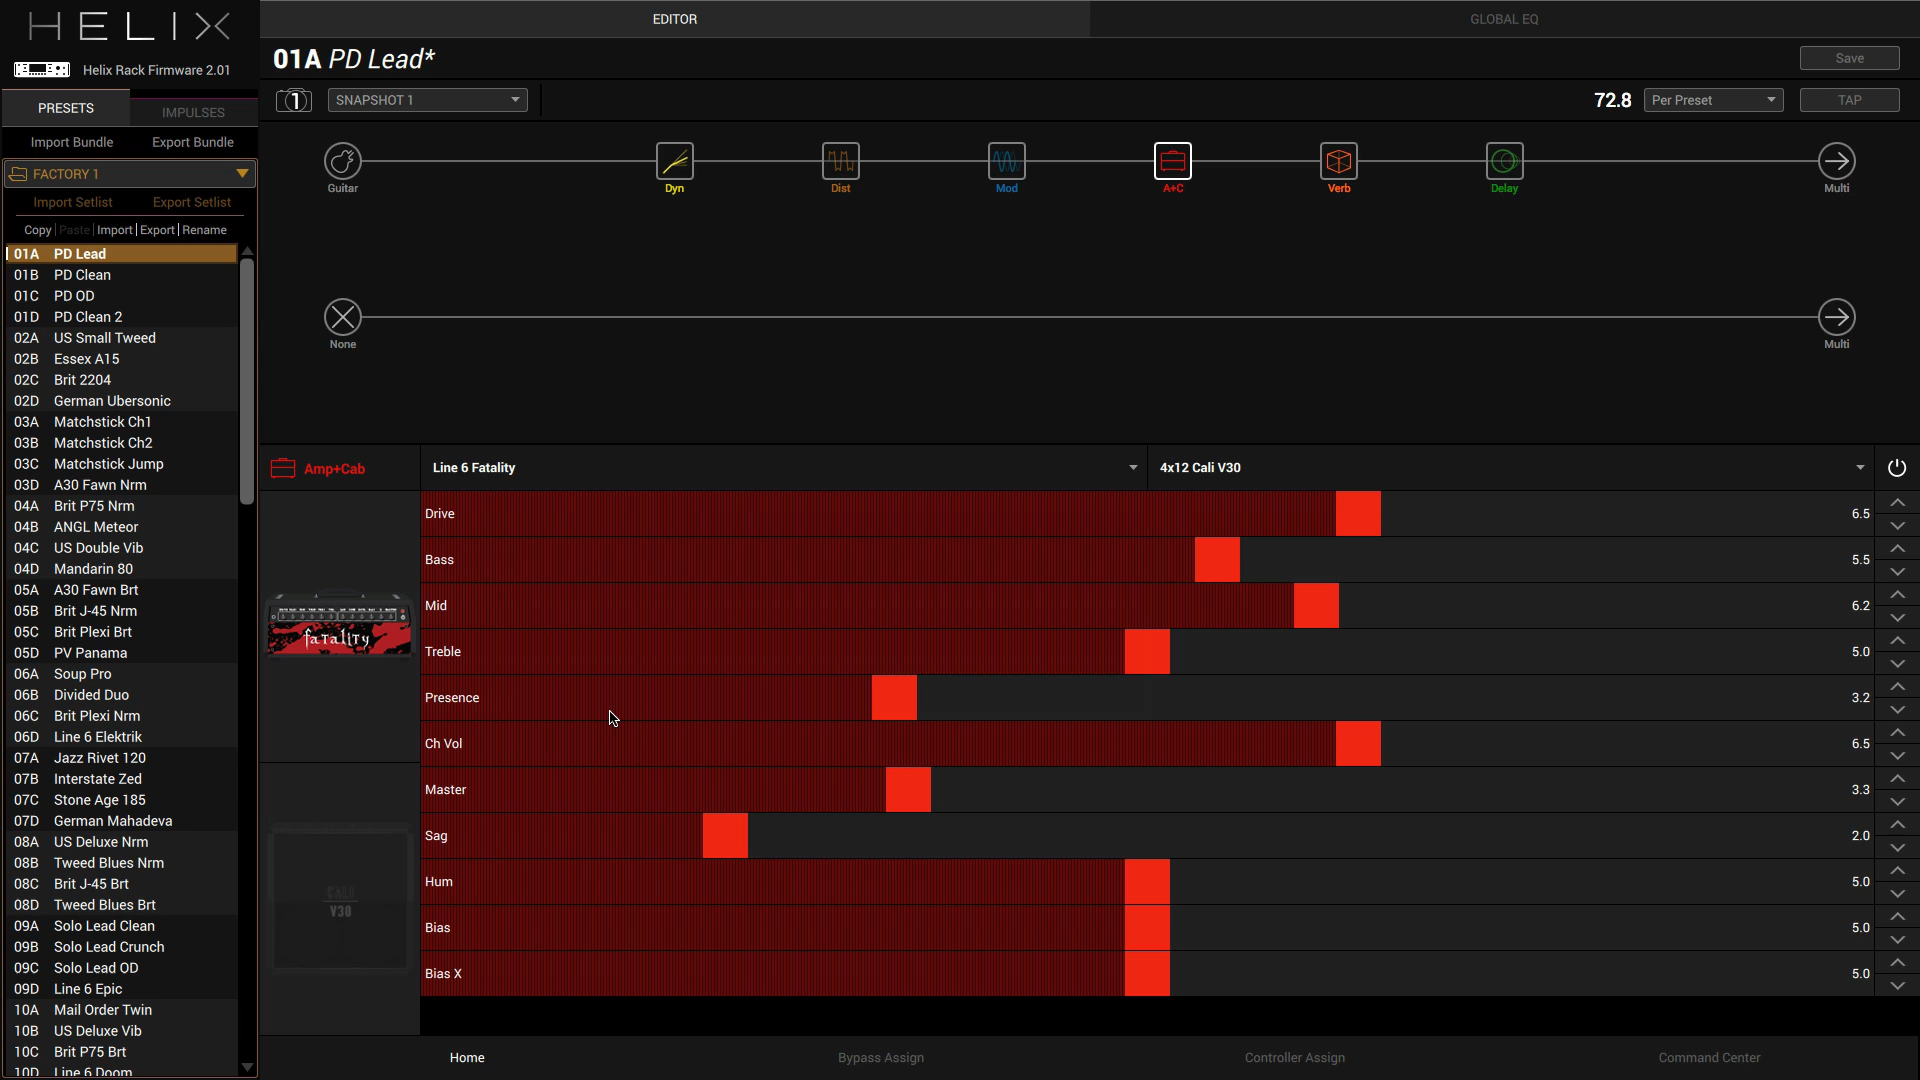 HELIX
Helix Rack Firmware 2.01
PRESETS
IMPULSES
Import Bundle
Export Bundle
FACTORY 1
Import Setlist
Export Setlist
Copy
Paste
Import
Export
Rename
01A PD Lead
01B PD Clean
01C PD OD
01D PD Clean 2
02A US Small Tweed
02B Essex A15
02C Brit 2204
02D German Ubersonic
03A Matchstick Ch1
03B Matchstick Ch2
03C Matchstick Jump
03D A30 Fawn Nrm
04A Brit P75 Nrm
04B ANGL Meteor
04C US Double Vib
04D Mandarin 80
05A A30 Fawn Brt
05B Brit J-45 Nrm
05C Brit Plexi Brt
05D PV Panama
06A Soup Pro
06B Divided Duo
06C Brit Plexi Nrm
06D Line 6 Elektrik
07A Jazz Rivet 120
07B Interstate Zed
07C Stone Age 185
07D German Mahadeva
08A US Deluxe Nrm
08B Tweed Blues Nrm
08C Brit J-45 Brt
08D Tweed Blues Brt
09A Solo Lead Clean
09B Solo Lead Crunch
09C Solo Lead OD
09D Line 6 Epic
10A Mail Order Twin
10B US Deluxe Vib
10C Brit P75 Brt
10D Line 6 Doom
EDITOR
GLOBAL EQ
01A PD Lead*
Save
1
SNAPSHOT 1
72.8
Per Preset
TAP
Guitar
Dyn
Dist
Mod
A+C
Verb
Delay
Multi
None
Multi
Amp+Cab
Line 6 Fatality
4x12 Cali V30
fatality
CALI
V30
Drive 6.5
Bass 5.5
Mid 6.2
Treble 5.0
Presence 3.2
Ch Vol 6.5
Master 3.3
Sag 2.0
Hum 5.0
Bias 5.0
Bias X 5.0
Home
Bypass Assign
Controller Assign
Command Center